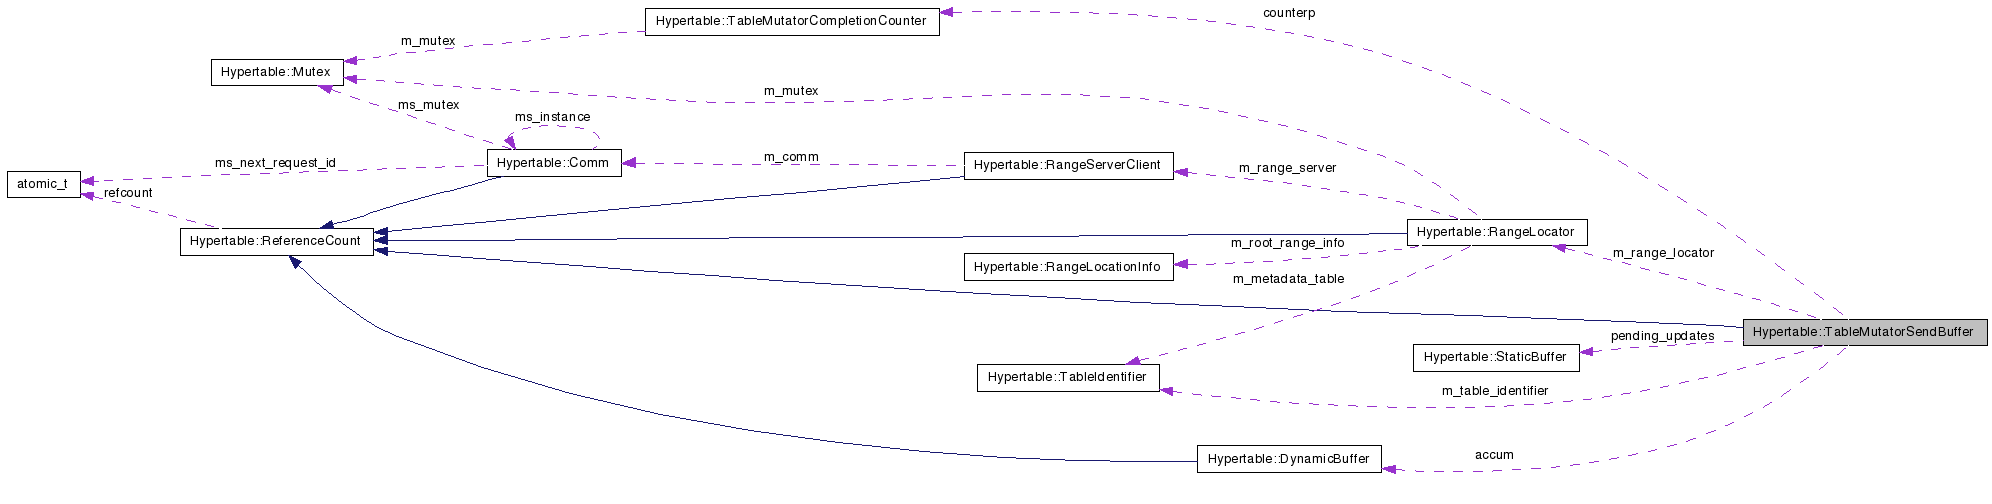 counterp
Hypertable::TableMutatorCompletionCounter
m_mutex
Hypertable::Mutex
m_mutex
ms_mutex
ms_instance
Hypertable::Comm
m_comm
ms_next_request_id
Hypertable::RangeServerClient
m_range_server
atomic_t
refcount
Hypertable::RangeLocator
Hypertable::ReferenceCount
m_root_range_info
m_range_locator
Hypertable::RangeLocationInfo
m_metadata_table
Hypertable::TableMutatorSendBuffer
pending_updates
Hypertable::StaticBuffer
Hypertable::TableIdentifier
m_table_identifier
accum
Hypertable::DynamicBuffer